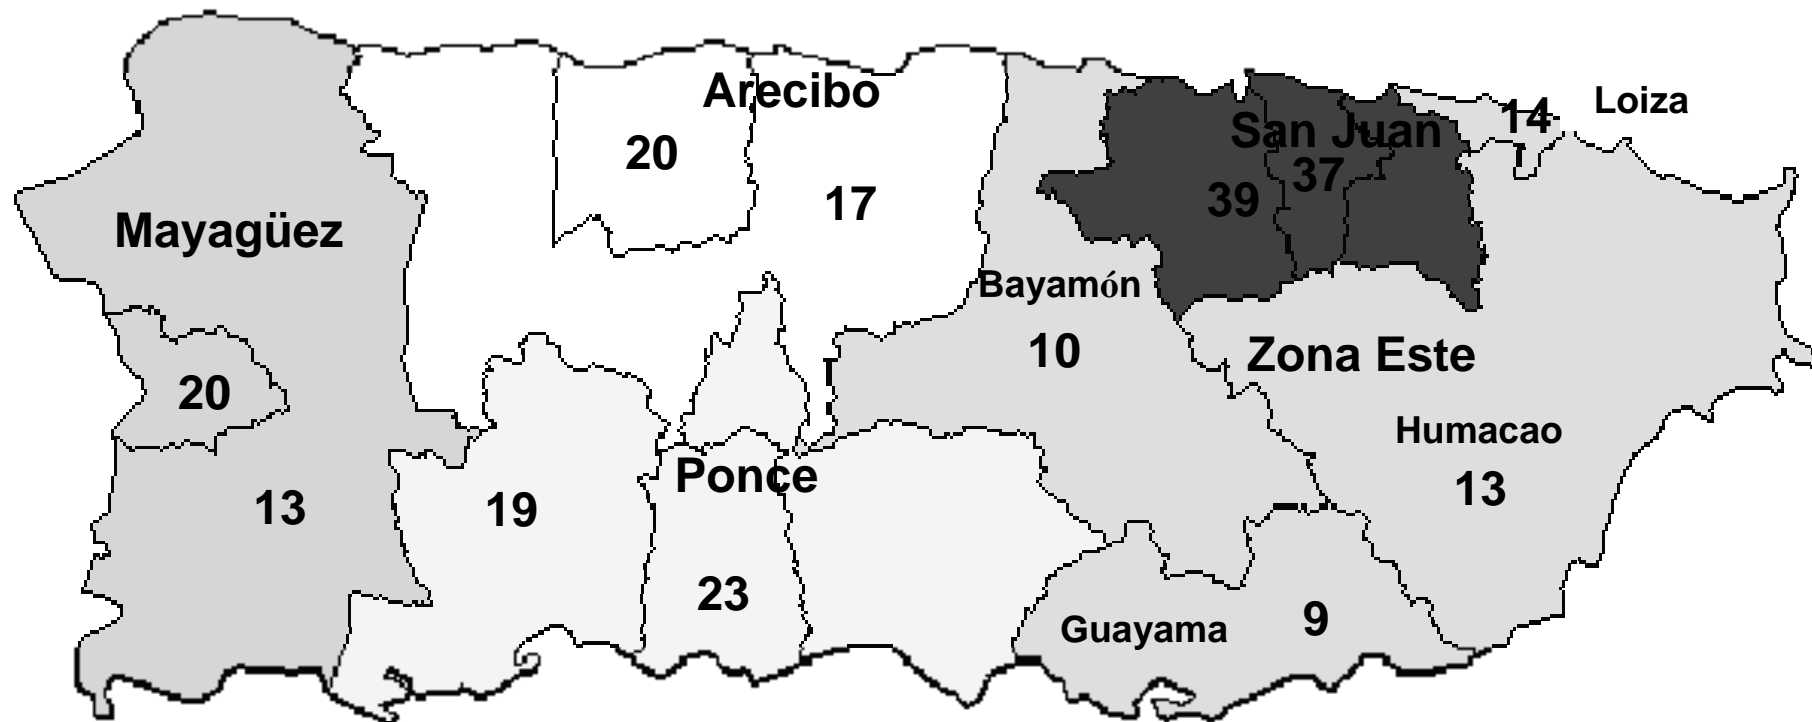 Arecibo
Loiza
14
San Juan
20
37
17
39
Mayagüez
Bayamón
10
Zona Este
20
Humacao
Ponce
13
13
19
23
9
Guayama